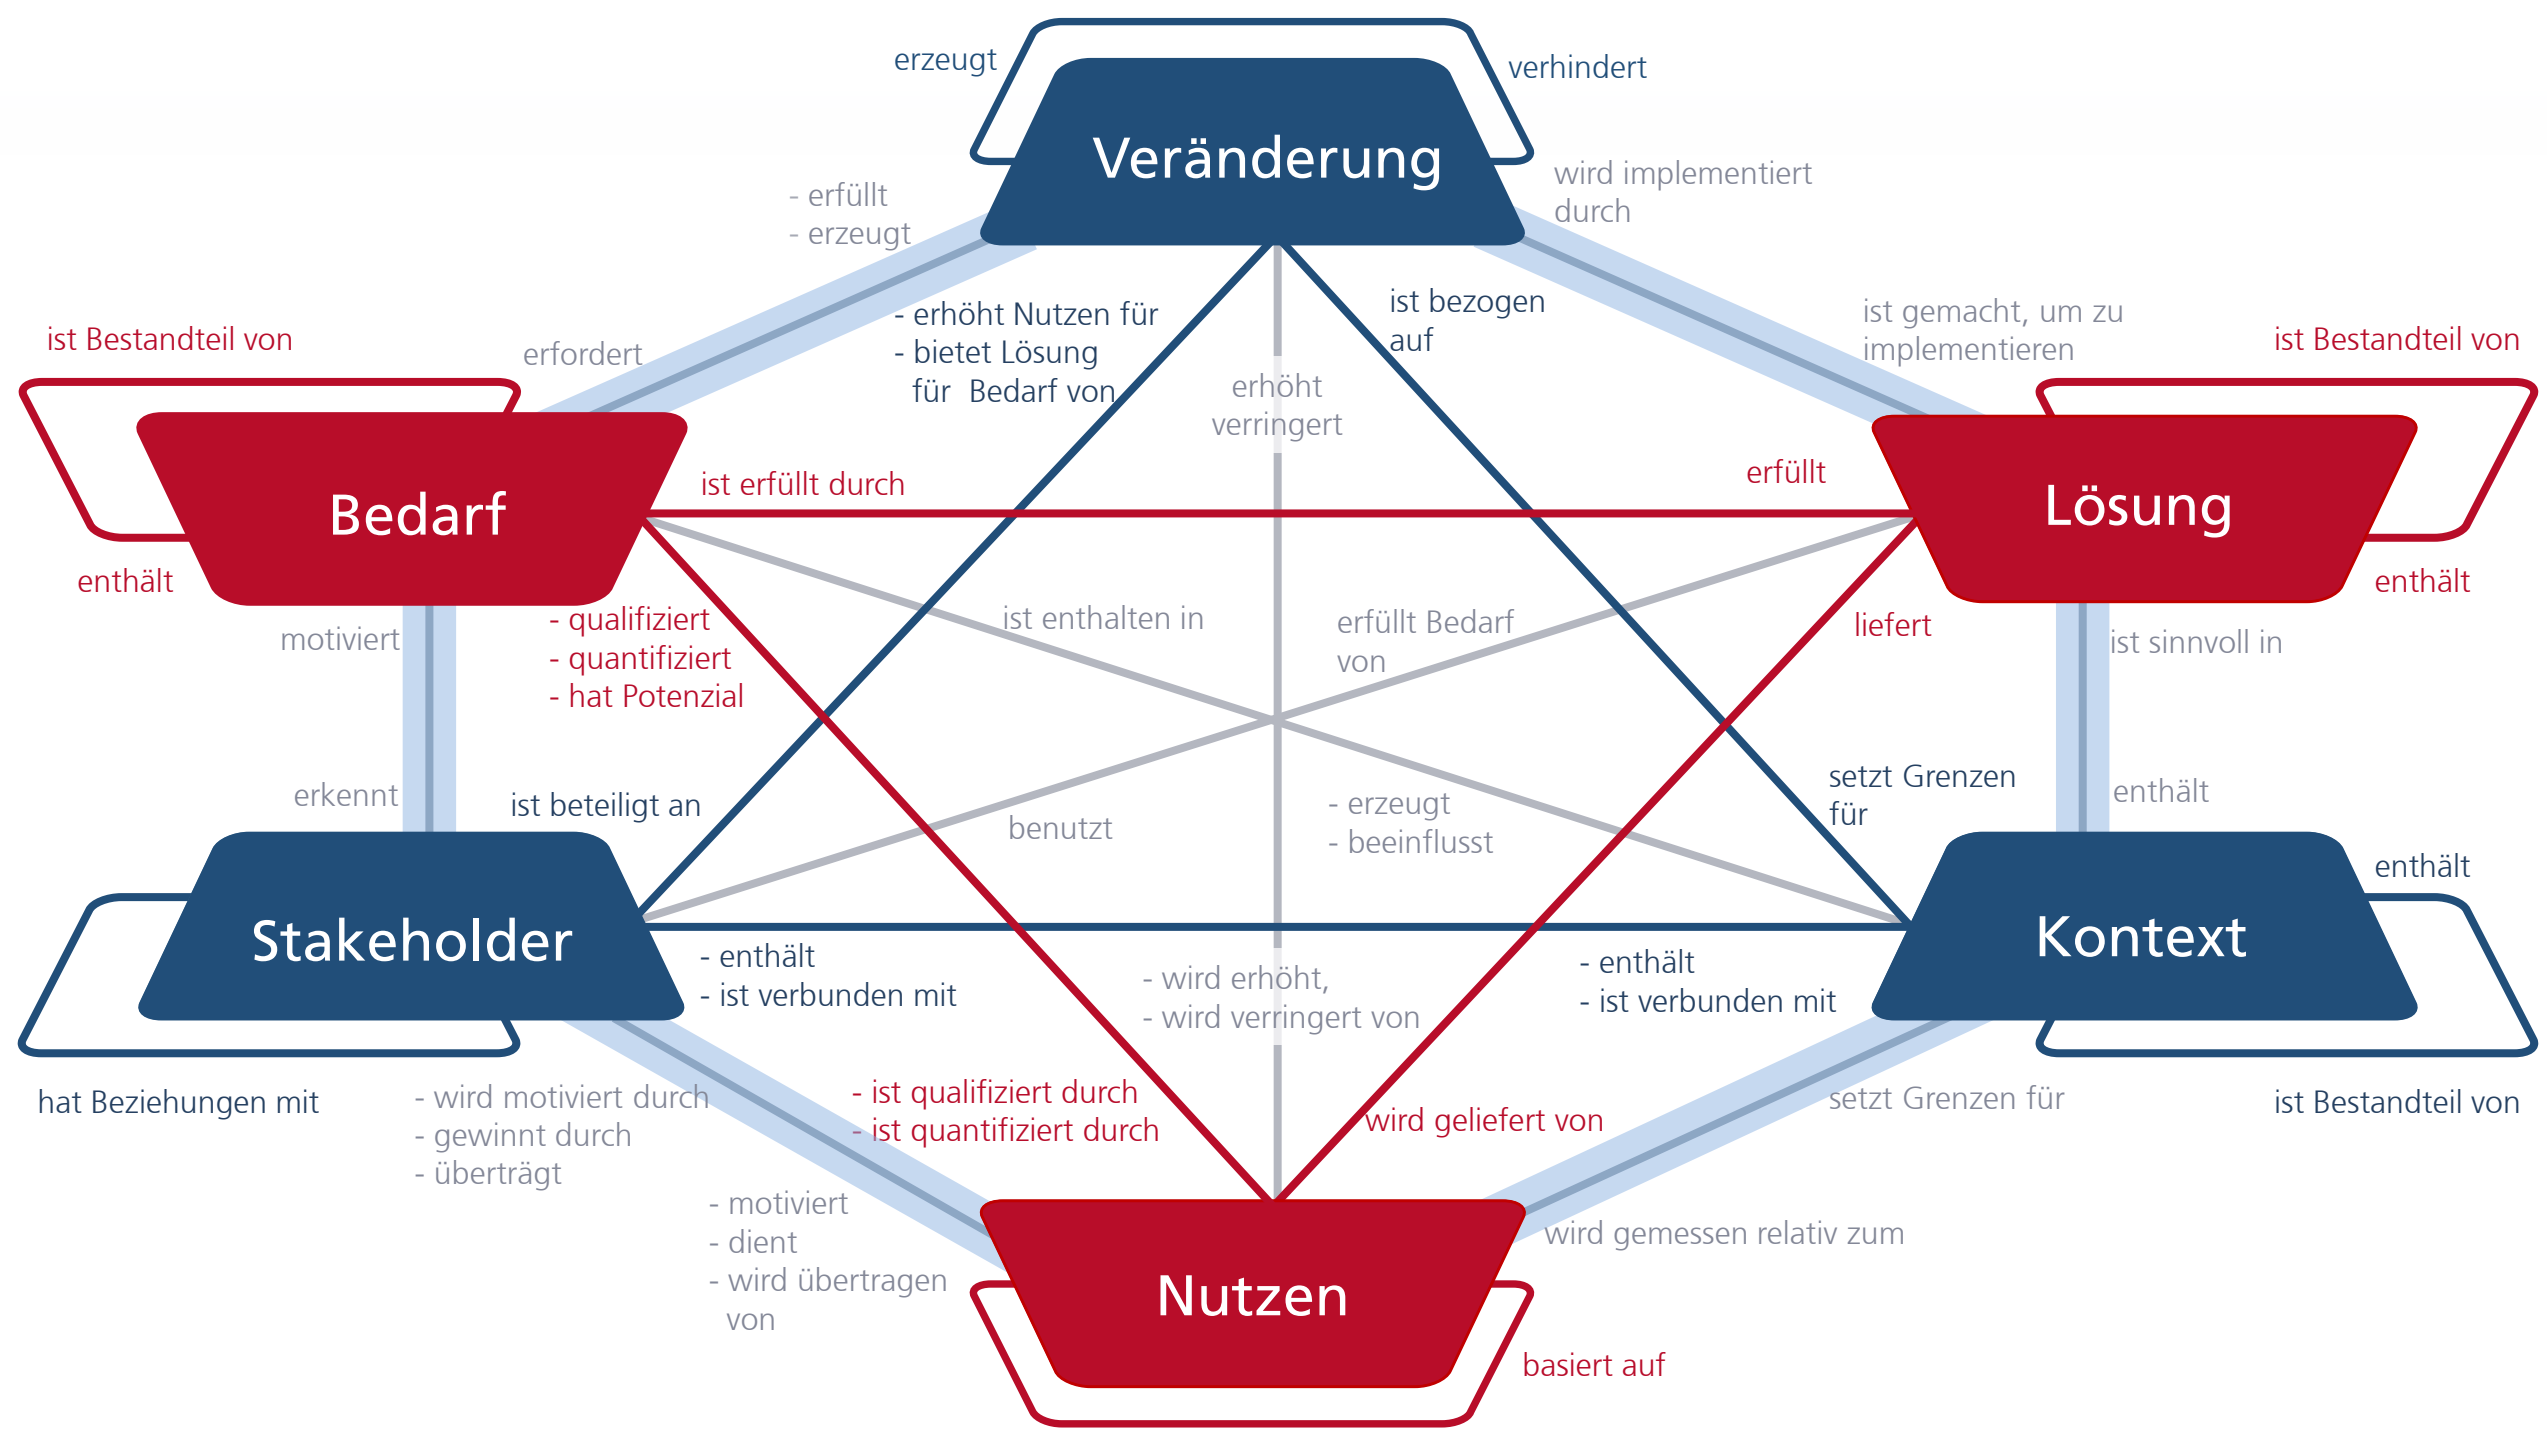 erzeugt
verhindert
Veränderung
wird implementiert
durch
- erfüllt
- erzeugt
- erhöht Nutzen für
- bietet Lösung
für Bedarf von
ist bezogen
auf
ist gemacht, um zu
implementieren
ist Bestandteil von
erfordert
ist Bestandteil von
erhöht
verringert
Bedarf
ist erfüllt durch
erfüllt
Lösung
enthält
enthält
motiviert
- qualifiziert
- quantifiziert
- hat Potenzial
ist enthalten in
erfüllt Bedarf
von
liefert
ist sinnvoll in
erkennt
ist beteiligt an
benutzt
- erzeugt
- beeinflusst
setzt Grenzen
für
enthält
enthält
Stakeholder
Kontext
- enthält
- ist verbunden mit
- wird erhöht,
- wird verringert von
- enthält
- ist verbunden mit
hat Beziehungen mit
- wird motiviert durch
- gewinnt durch
- überträgt
- ist qualifiziert durch
- ist quantifiziert durch
wird geliefert von
setzt Grenzen für
ist Bestandteil von
- motiviert
- dient
- wird übertragen
von
wird gemessen relativ zum
Nutzen
basiert auf